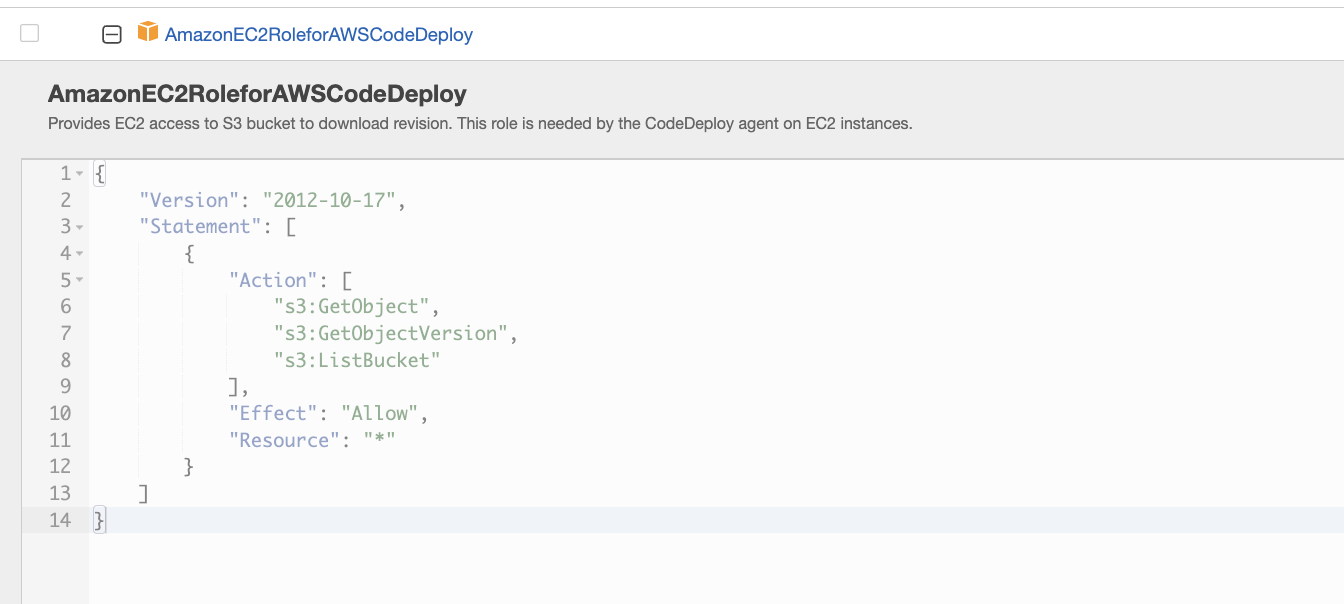 AmazonEC2RoleforAWSCodeDeploy
AmazonEC2RoleforAWSCodeDeploy
Provides EC2 access to S3 bucket to download revision. This role is needed by the CodeDeploy agent on EC2 instances.
1 {
2     "Version": "2012-10-17",
3     "Statement": [
4         {
5             "Action": [
6                 "s3:GetObject",
7                 "s3:GetObjectVersion",
8                 "s3:ListBucket"
9             ],
10             "Effect": "Allow",
11             "Resource": "*"
12         }
13     ]
14 }